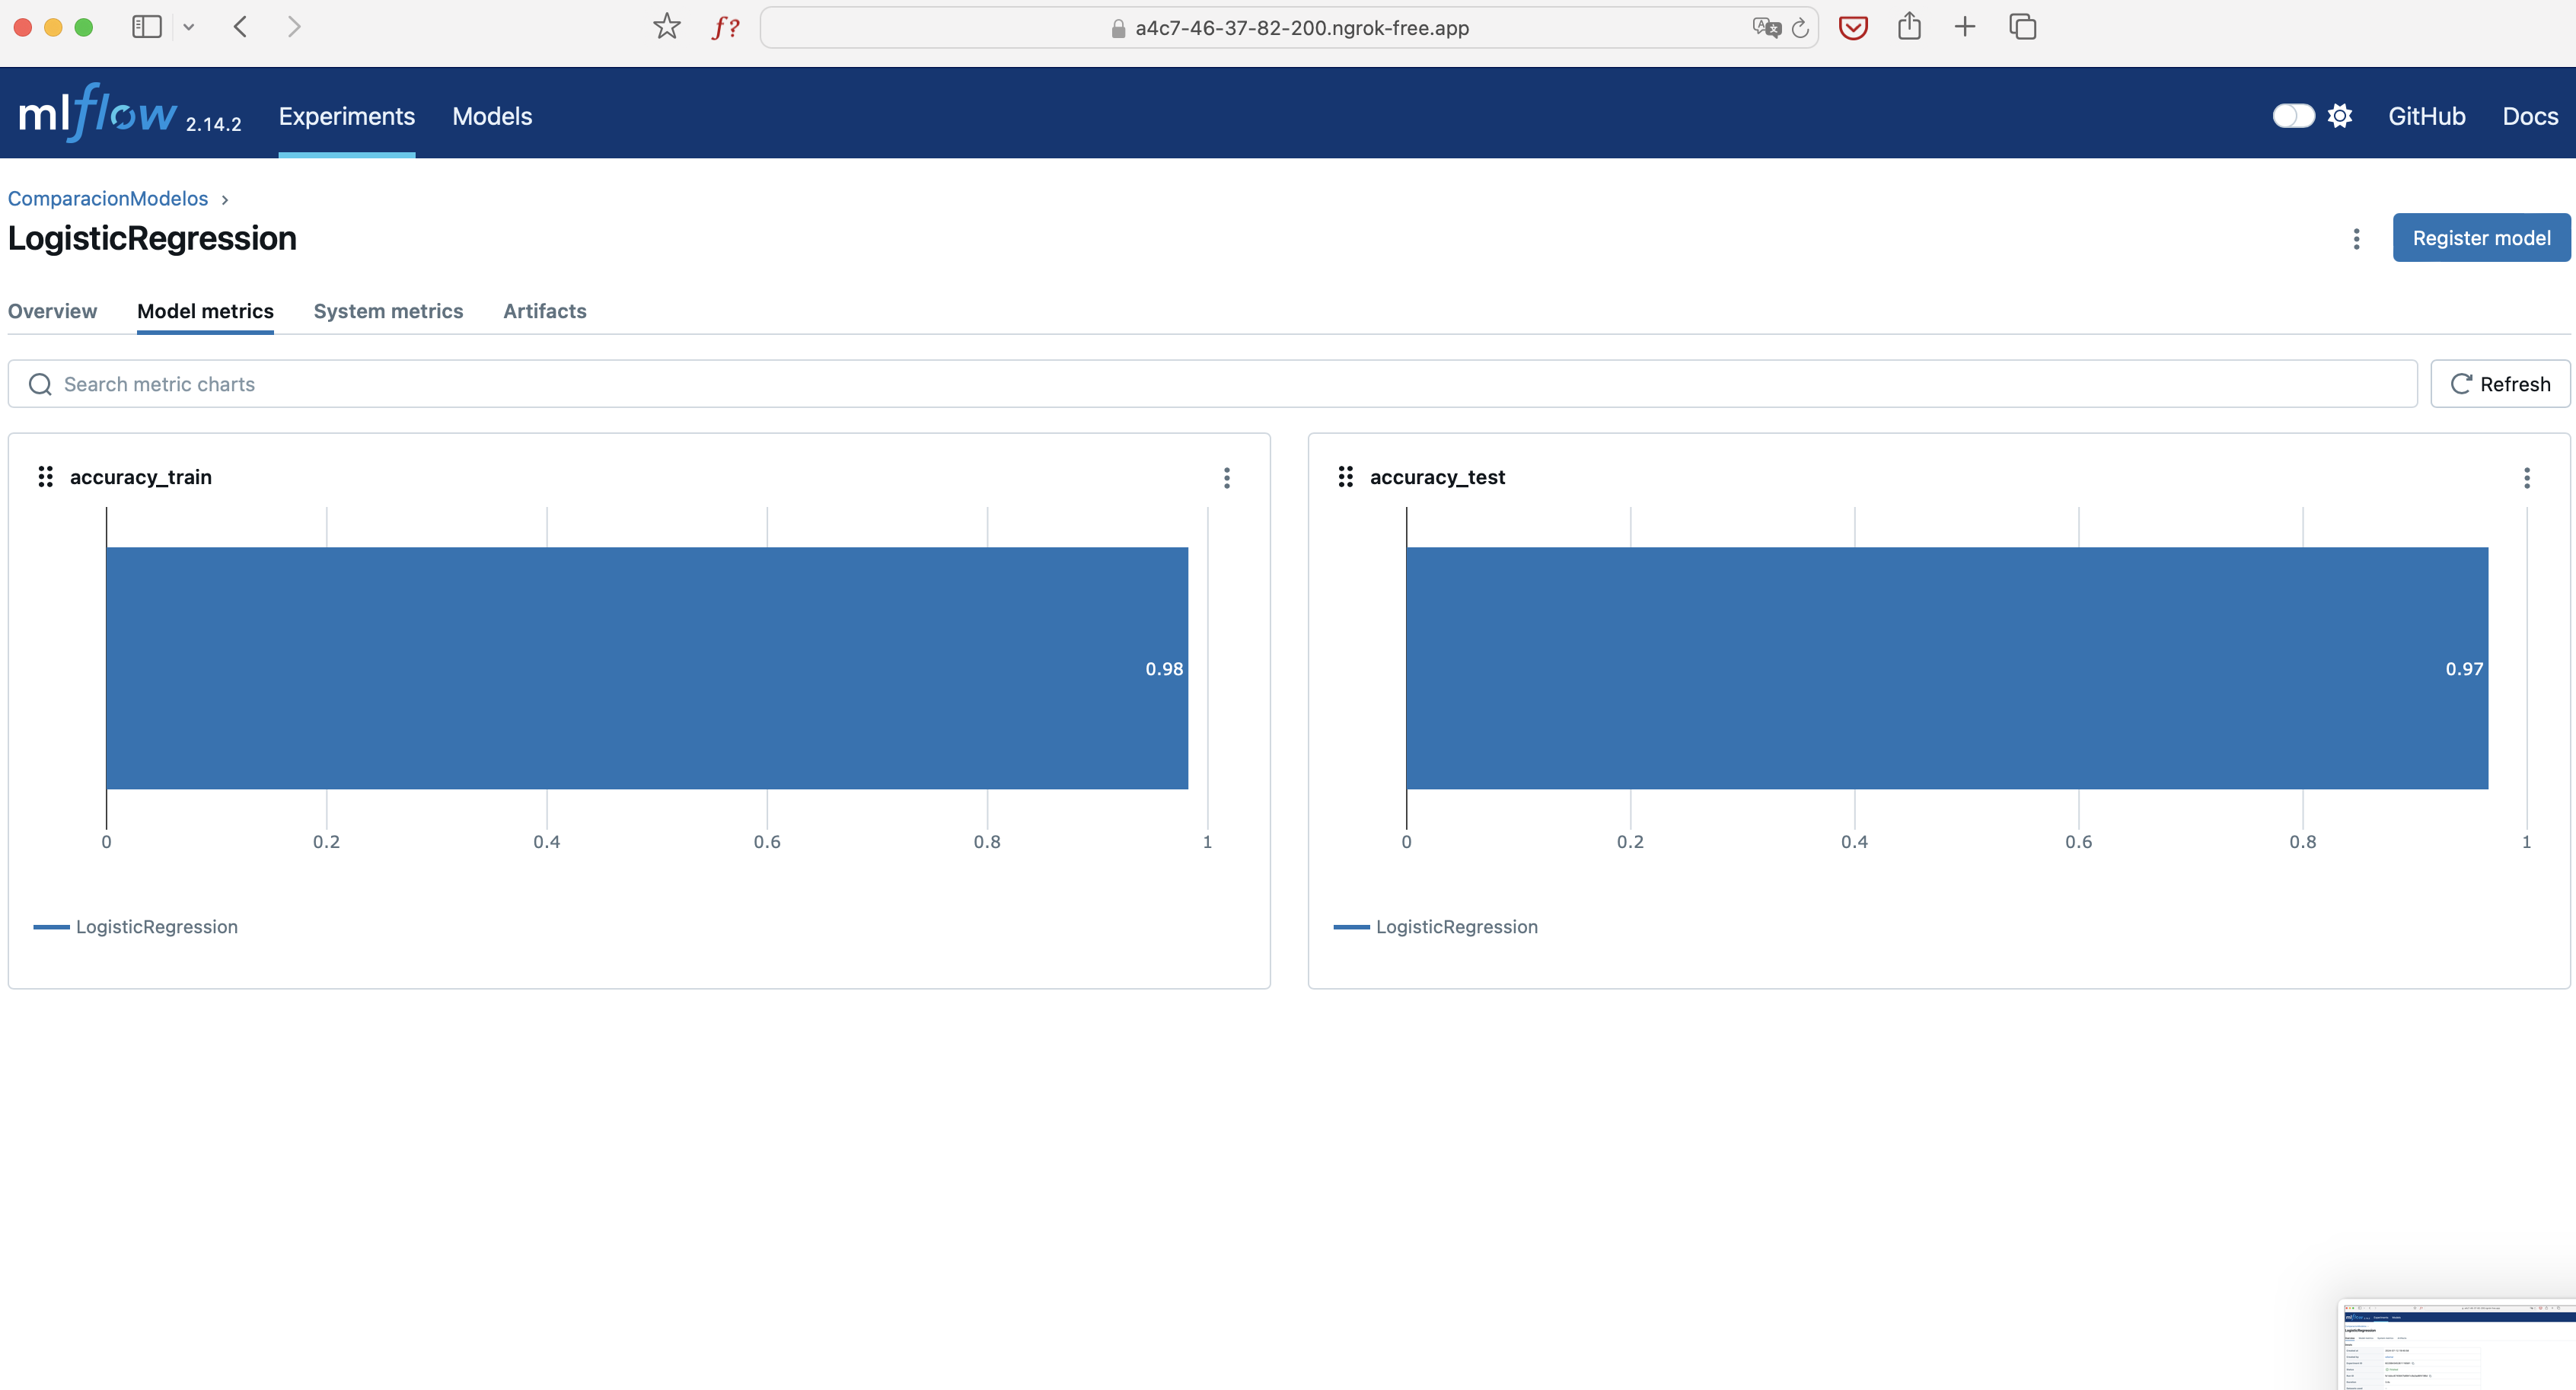 a4c7-46-37-82-200.ngrok-free.app
mlflow 2.14.2 Experiments Models GitHub Docs
ComparacionModelos ›
LogisticRegression
Register model
Overview Model metrics System metrics Artifacts
Search metric charts
Refresh
accuracy_train
0.98
0 0.2 0.4 0.6 0.8 1
LogisticRegression
accuracy_test
0.97
0 0.2 0.4 0.6 0.8 1
LogisticRegression